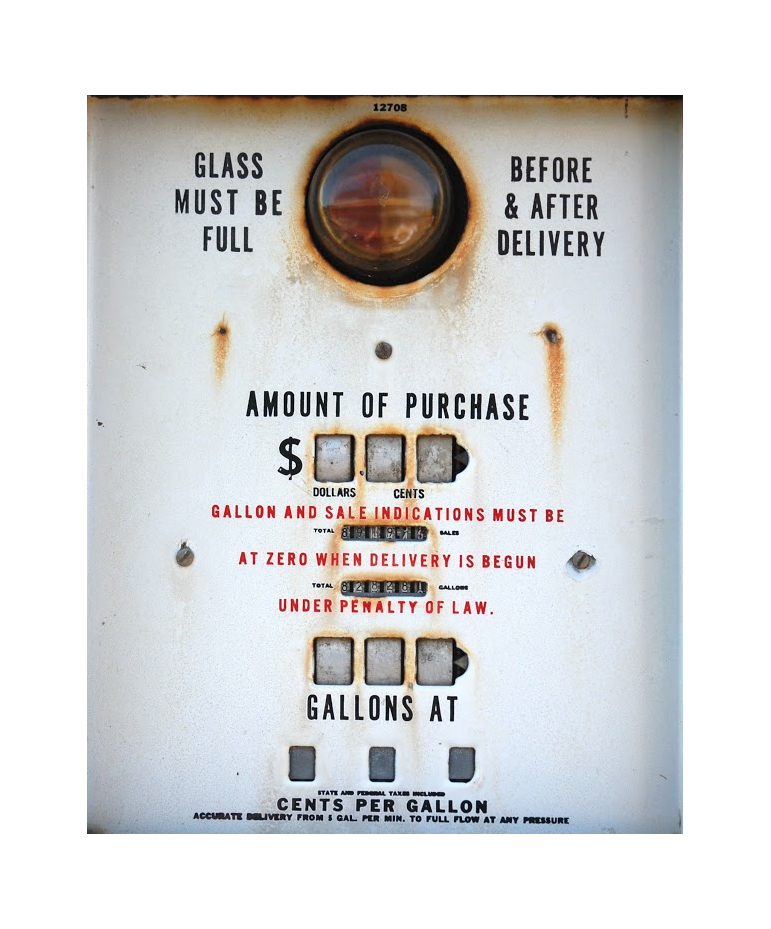 12708
GLASS
MUST BE
FULL
BEFORE
& AFTER
DELIVERY
AMOUNT OF PURCHASE
$
DOLLARS CENTS
GALLON AND SALE INDICATIONS MUST BE
TOTAL SALES
AT ZERO WHEN DELIVERY IS BEGUN
TOTAL GALLONS
UNDER PENALTY OF LAW.
GALLONS AT
STATE AND FEDERAL TAXES INCLUDED
CENTS PER GALLON
ACCURATE DELIVERY FROM 5 GAL. PER MIN. TO FULL FLOW AT ANY PRESSURE